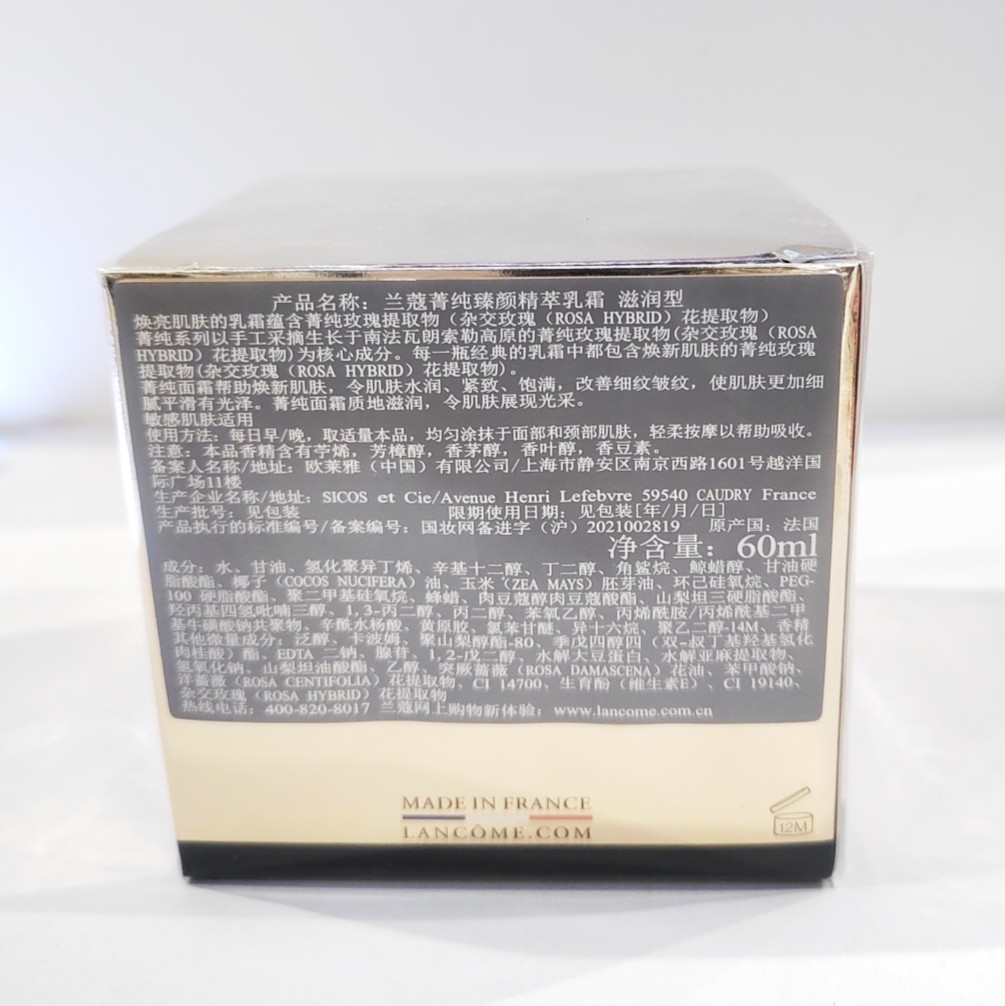 产品名称：兰蔻菁纯臻颜精萃乳霜 滋润型
焕亮肌肤的乳霜蕴含菁纯玫瑰提取物（杂交玫瑰（ROSA HYBRID）花提取物）
菁纯系列以手工采摘生长于南法瓦朗索勒高原的菁纯玫瑰提取物(杂交玫瑰（ROSA
HYBRID）花提取物)为核心成分。每一瓶经典的乳霜中都包含焕新肌肤的菁纯玫瑰
提取物(杂交玫瑰（ROSA HYBRID）花提取物)。
菁纯面霜帮助焕新肌肤，令肌肤水润、紧致、饱满，改善细纹皱纹，使肌肤更加细
腻平滑有光泽。菁纯面霜质地滋润，令肌肤展现光采。
敏感肌肤适用
使用方法：每日早/晚，取适量本品，均匀涂抹于面部和颈部肌肤，轻柔按摩以帮助吸收。
注意：本品香精含有苧烯，芳樟醇，香茅醇，香叶醇，香豆素。
备案人名称/地址：欧莱雅（中国）有限公司/上海市静安区南京西路1601号越洋国
际广场11楼
生产企业名称/地址：SICOS et Cie/Avenue Henri Lefebvre 59540 CAUDRY France
生产批号：见包装 限期使用日期：见包装[年/月/日]
产品执行的标准编号/备案编号：国妆网备进字（沪）2021002819 原产国：法国
净含量：60ml
成分：水、甘油、氢化聚异丁烯、辛基十二醇、丁二醇、角鲨烷、鲸蜡醇、甘油硬
脂酸酯、椰子（COCOS NUCIFERA）油、玉米（ZEA MAYS）胚芽油、环己硅氧烷、PEG-
100 硬脂酸酯、聚二甲基硅氧烷、蜂蜡、肉豆蔻醇肉豆蔻酸酯、山梨坦三硬脂酸酯、
羟丙基四氢吡喃三醇、1,3-丙二醇、丙二醇、苯氧乙醇、丙烯酰胺/丙烯酰基二甲
基牛磺酸钠共聚物、辛酰水杨酸、黄原胶、氯苯甘醚、异十六烷、聚乙二醇-14M、香精
其他微量成分：泛醇、卡波姆、聚山梨醇酯-80、季戊四醇四（双-叔丁基羟基氢化
肉桂酸）酯、EDTA 二钠、腺苷、1,2-戊二醇、水解大豆蛋白、水解亚麻提取物、
氢氧化钠、山梨坦油酸酯、乙醇、突厥蔷薇（ROSA DAMASCENA）花油、苯甲酸钠、
洋蔷薇（ROSA CENTIFOLIA）花提取物、CI 14700、生育酚（维生素E）、CI 19140、
杂交玫瑰（ROSA HYBRID）花提取物
热线电话：400-820-8017 兰蔻网上购物新体验：www.lancome.com.cn
MADE IN FRANCE
LANCÔME.COM
12M